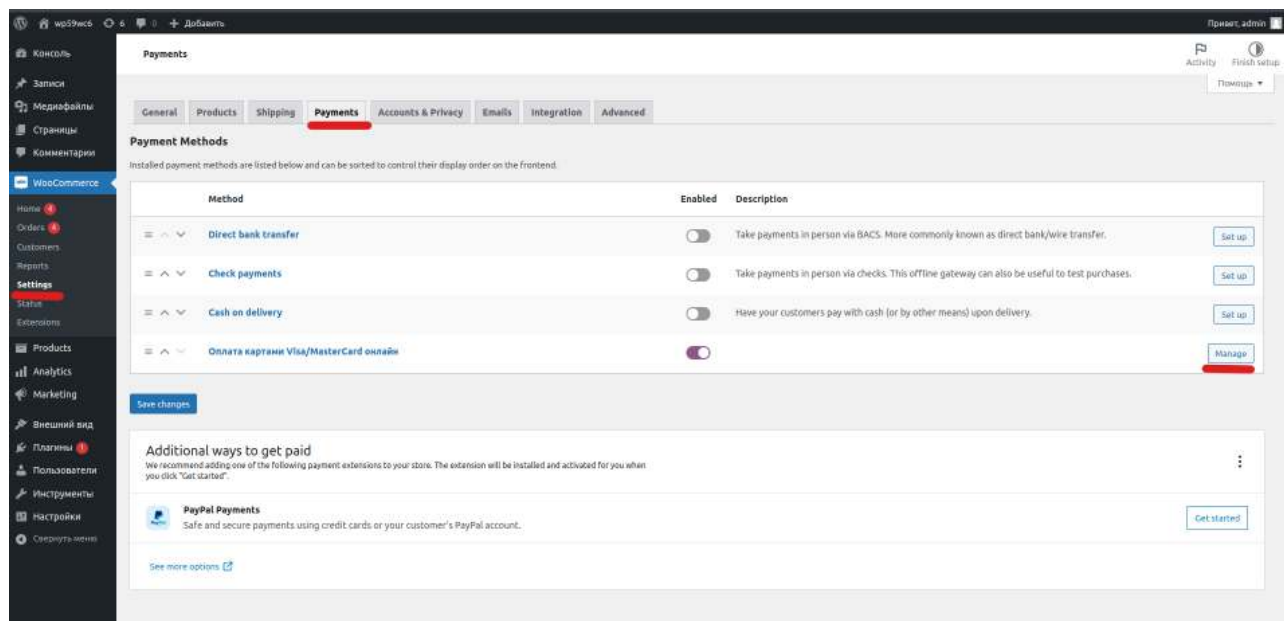 wp59wc6 6 0 + Добавить Привет, admin
Консоль
Записи
Медиафайлы
Страницы
Комментарии
WooCommerce
Home 4
Orders 4
Customers
Reports
Settings
Status
Extensions
Products
Analytics
Marketing
Внешний вид
Плагины 1
Пользователи
Инструменты
Настройки
Свернуть меню
Payments
Activity Finish setup
Помощь
General Products Shipping Payments Accounts & Privacy Emails Integration Advanced
Payment Methods
Installed payment methods are listed below and can be sorted to control their display order on the frontend.
Method Enabled Description
Direct bank transfer Take payments in person via BACS. More commonly known as direct bank/wire transfer. Set up
Check payments Take payments in person via checks. This offline gateway can also be useful to test purchases. Set up
Cash on delivery Have your customers pay with cash (or by other means) upon delivery. Set up
Оплата картами Visa/MasterCard онлайн Manage
Save changes
Additional ways to get paid
We recommend adding one of the following payment extensions to your store. The extension will be installed and activated for you when
you click "Get started".
PayPal Payments
Safe and secure payments using credit cards or your customer's PayPal account.
Get started
See more options